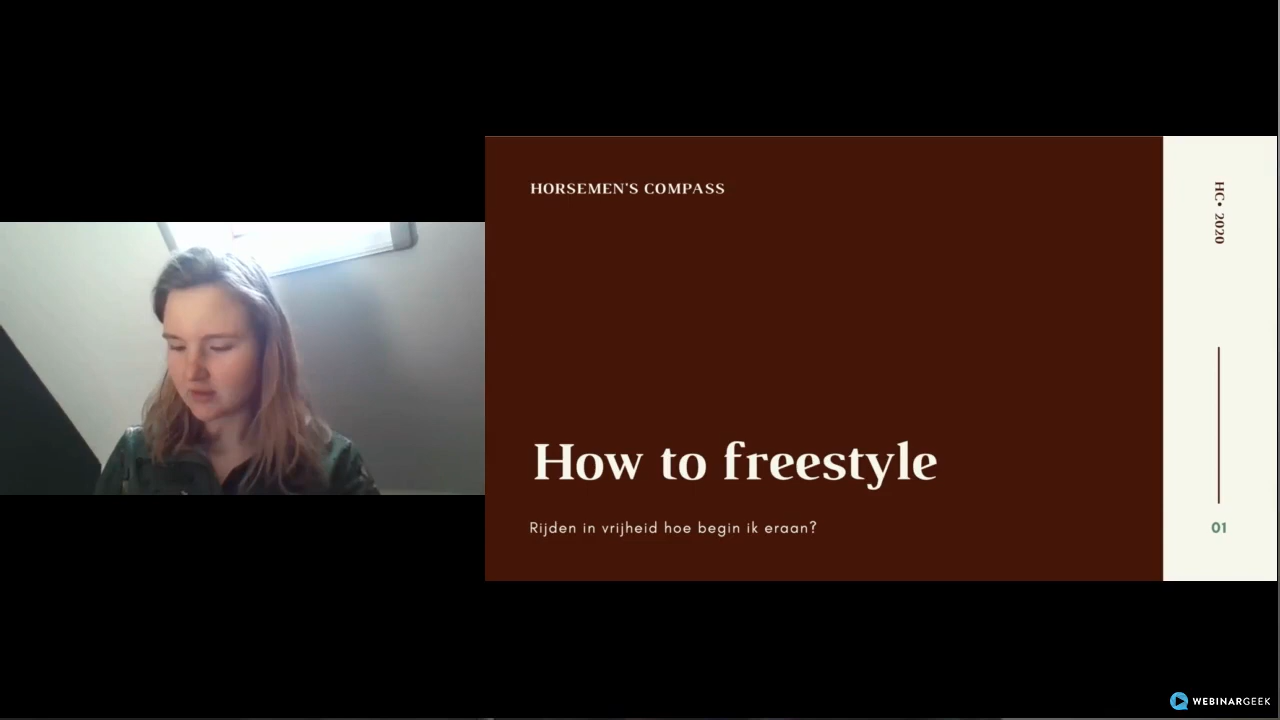 HORSEMEN'S COMPASS
HC• 2020
How to freestyle
Rijden in vrijheid hoe begin ik eraan?
01
WEBINARGEEK